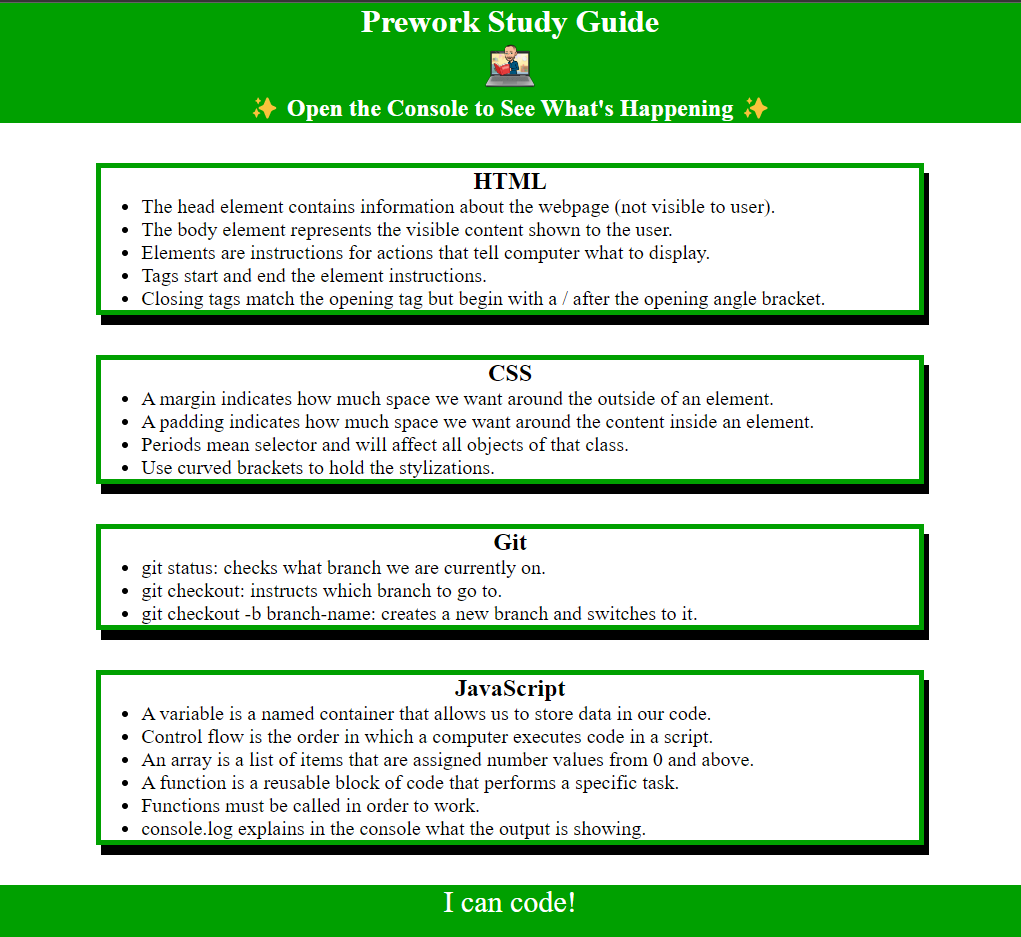 Prework Study Guide
✨ Open the Console to See What's Happening ✨
HTML
• The head element contains information about the webpage (not visible to user).
• The body element represents the visible content shown to the user.
• Elements are instructions for actions that tell computer what to display.
• Tags start and end the element instructions.
• Closing tags match the opening tag but begin with a / after the opening angle bracket.
CSS
• A margin indicates how much space we want around the outside of an element.
• A padding indicates how much space we want around the content inside an element.
• Periods mean selector and will affect all objects of that class.
• Use curved brackets to hold the stylizations.
Git
• git status: checks what branch we are currently on.
• git checkout: instructs which branch to go to.
• git checkout -b branch-name: creates a new branch and switches to it.
JavaScript
• A variable is a named container that allows us to store data in our code.
• Control flow is the order in which a computer executes code in a script.
• An array is a list of items that are assigned number values from 0 and above.
• A function is a reusable block of code that performs a specific task.
• Functions must be called in order to work.
• console.log explains in the console what the output is showing.
I can code!